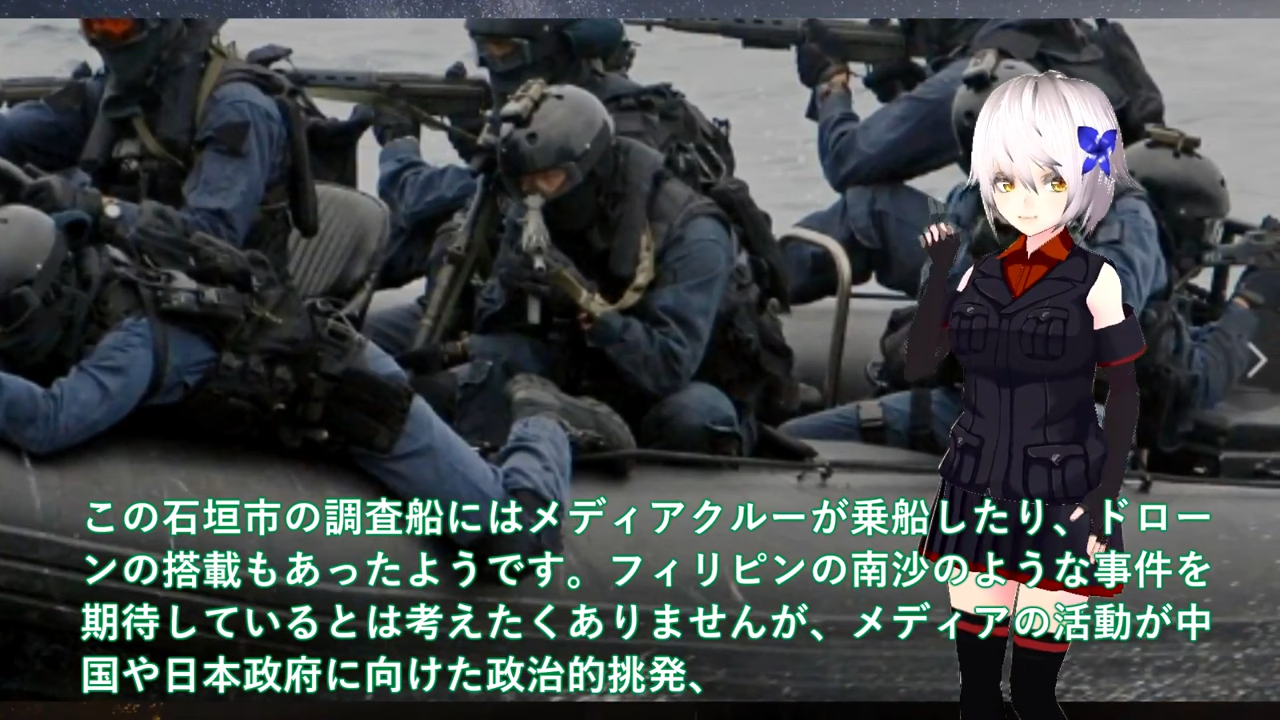 この石垣市の調査船にはメディアクルーが乗船したり、ドロー
ンの搭載もあったようです。フィリピンの南沙のような事件を
期待しているとは考えたくありませんが、メディアの活動が中
国や日本政府に向けた政治的挑発、